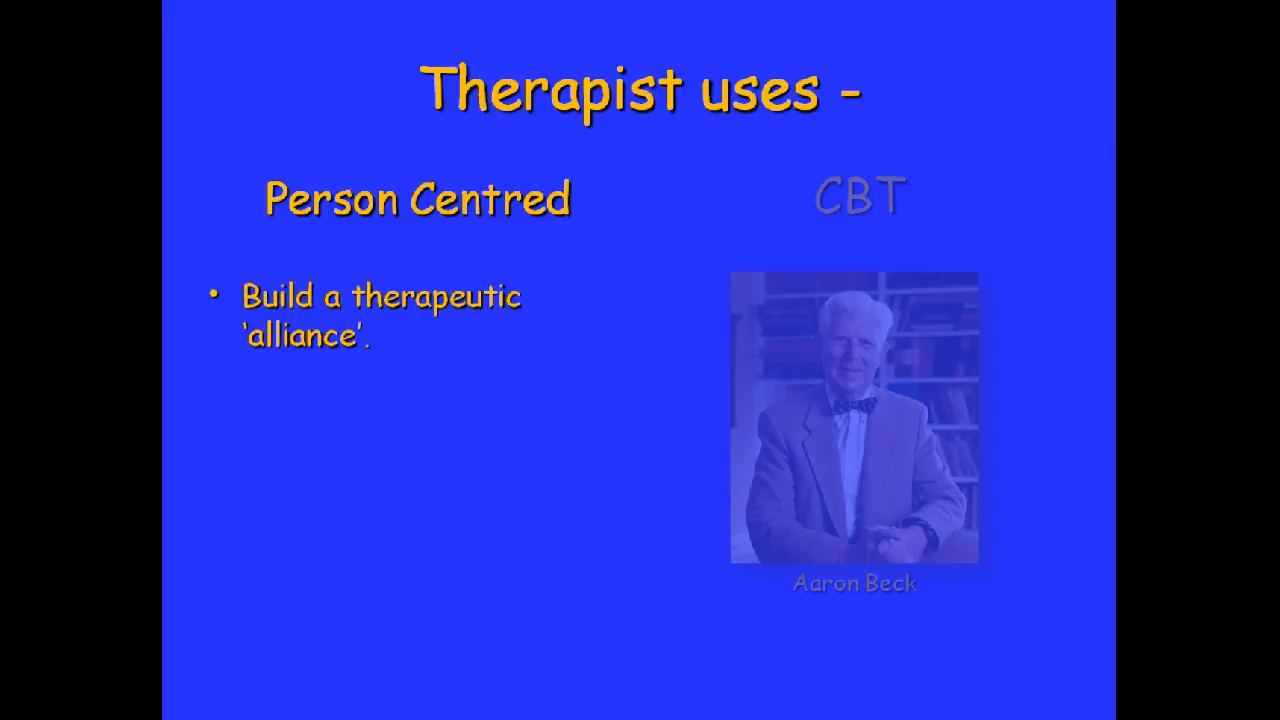 Therapist uses -
Person Centred
CBT
• Build a therapeutic
‘alliance’.
Aaron Beck